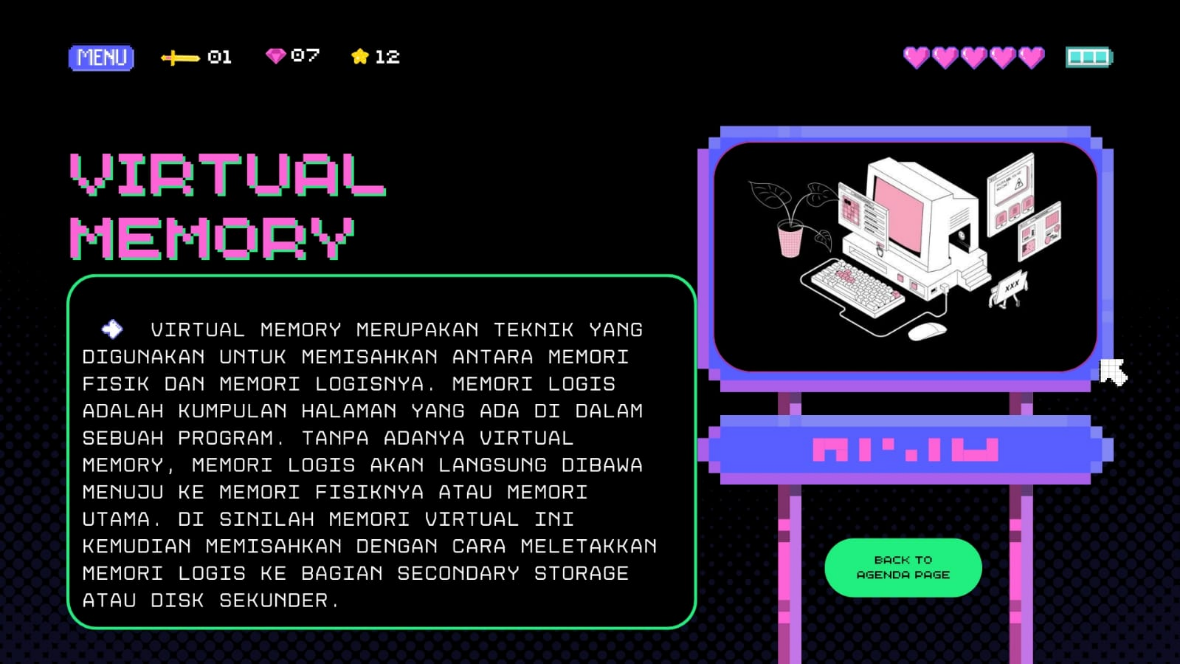 MENU 01 07 12
VIRTUAL
MEMORY
VIRTUAL MEMORY MERUPAKAN TEKNIK YANG
DIGUNAKAN UNTUK MEMISAHKAN ANTARA MEMORI
FISIK DAN MEMORI LOGISNYA. MEMORI LOGIS
ADALAH KUMPULAN HALAMAN YANG ADA DI DALAM
SEBUAH PROGRAM. TANPA ADANYA VIRTUAL
MEMORY, MEMORI LOGIS AKAN LANGSUNG DIBAWA
MENUJU KE MEMORI FISIKNYA ATAU MEMORI
UTAMA. DI SINILAH MEMORI VIRTUAL INI
KEMUDIAN MEMISAHKAN DENGAN CARA MELETAKKAN
MEMORI LOGIS KE BAGIAN SECONDARY STORAGE
ATAU DISK SEKUNDER.
XXX
BACK TO
AGENDA PAGE